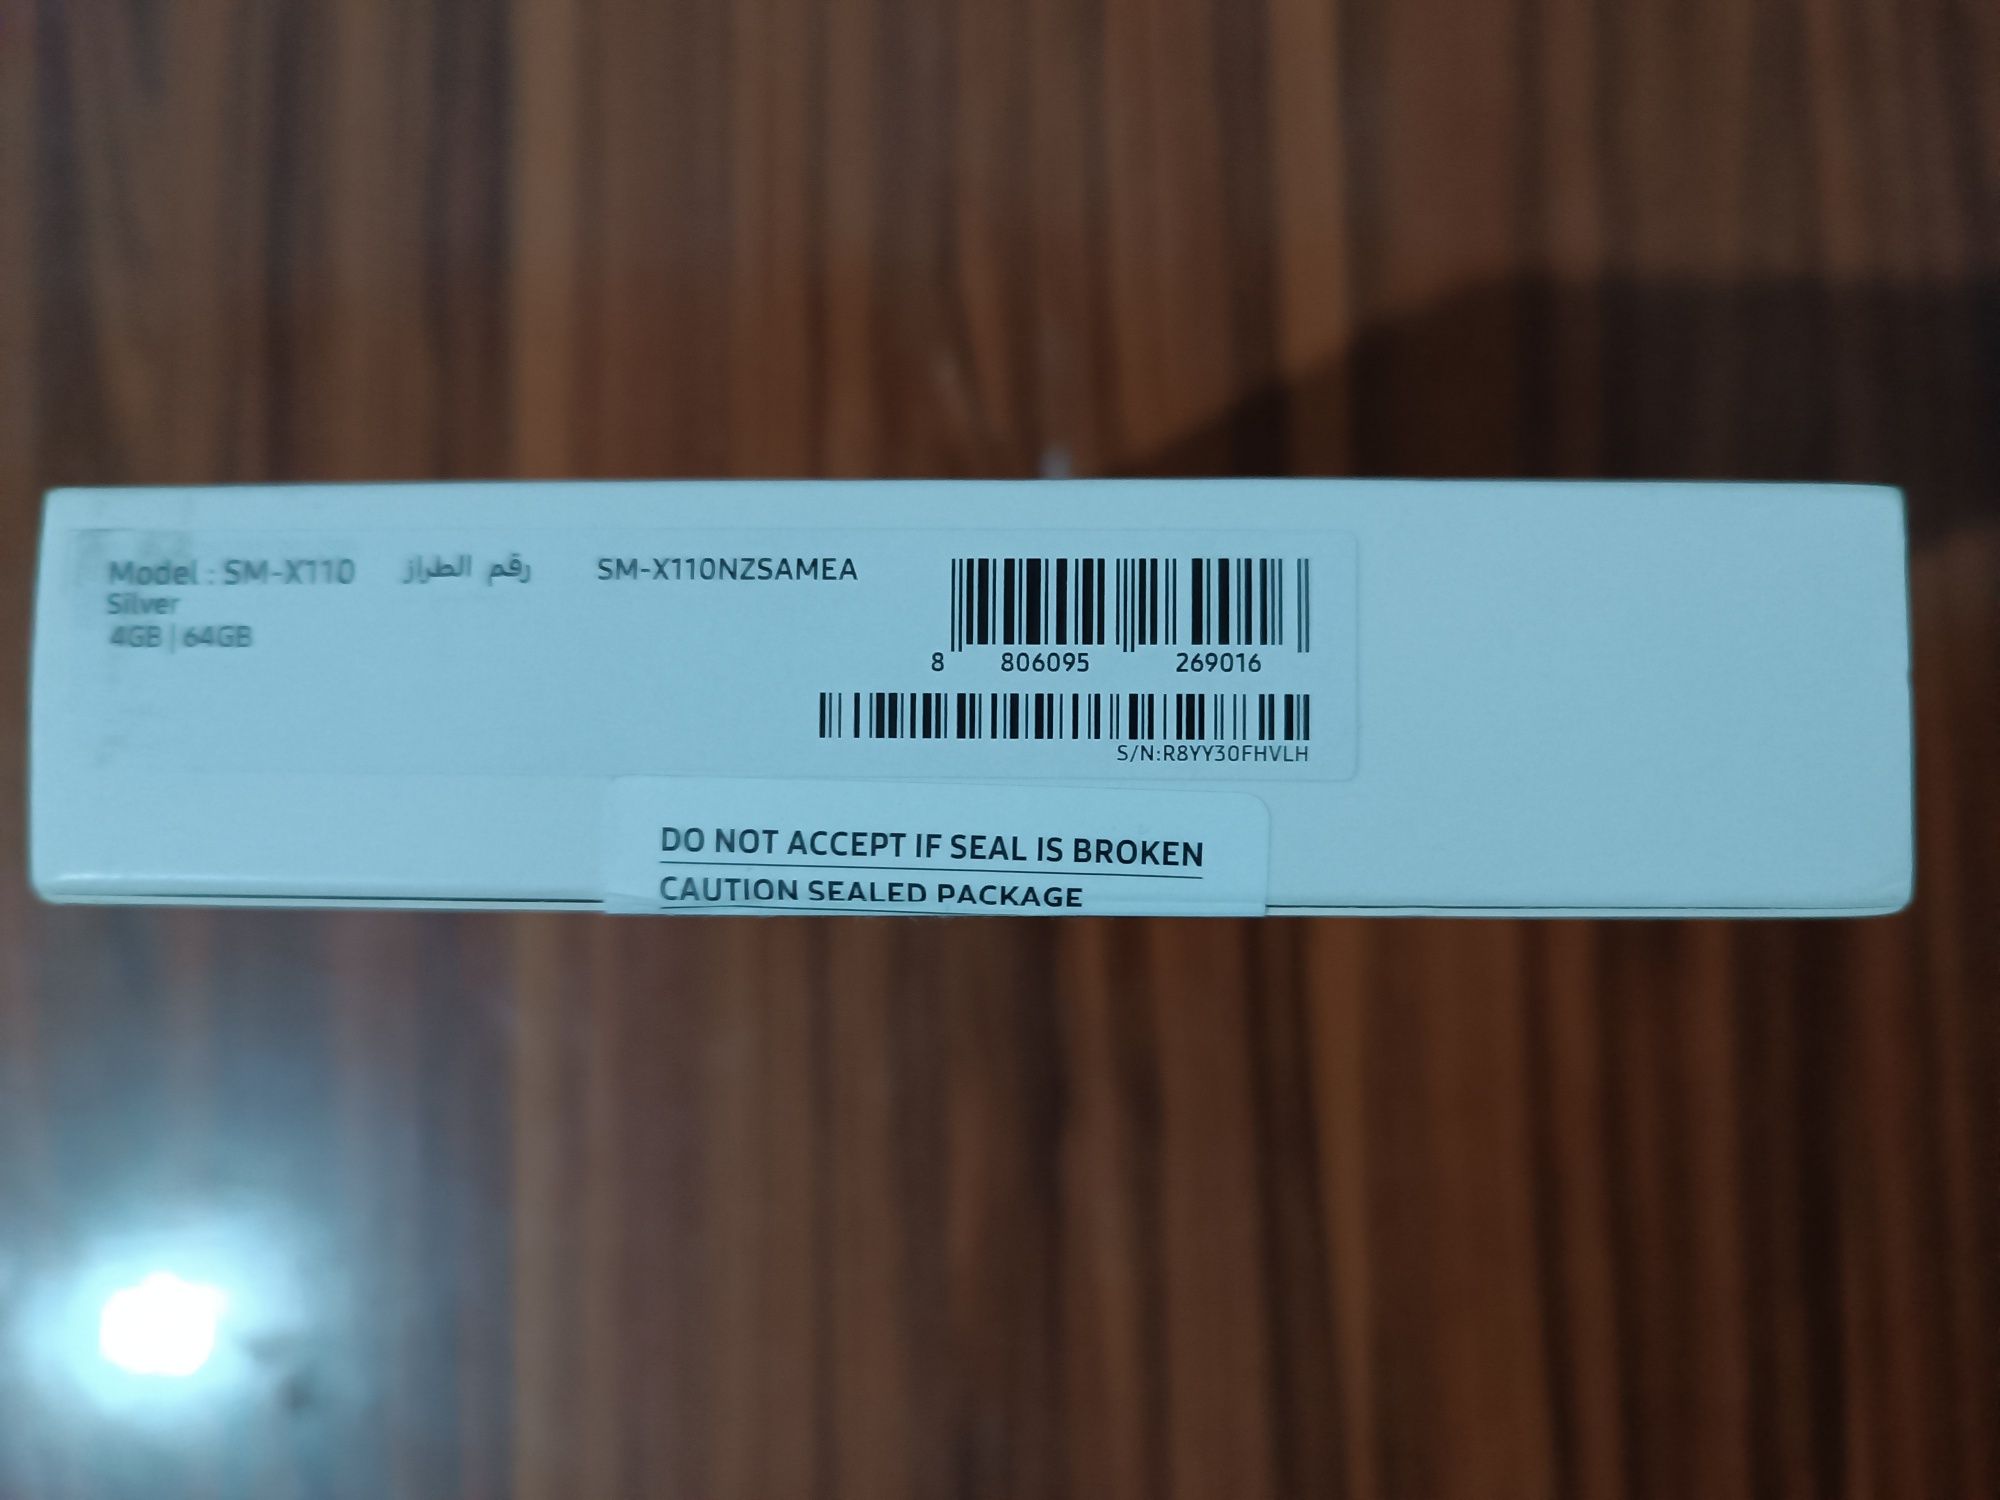 Model : SM-X110 رقم الطراز SM-X110NZSAMEA
Silver
4GB | 64GB
8 806095 269016
S/N:R8YY30FHVLH
DO NOT ACCEPT IF SEAL IS BROKEN
CAUTION SEALED PACKAGE